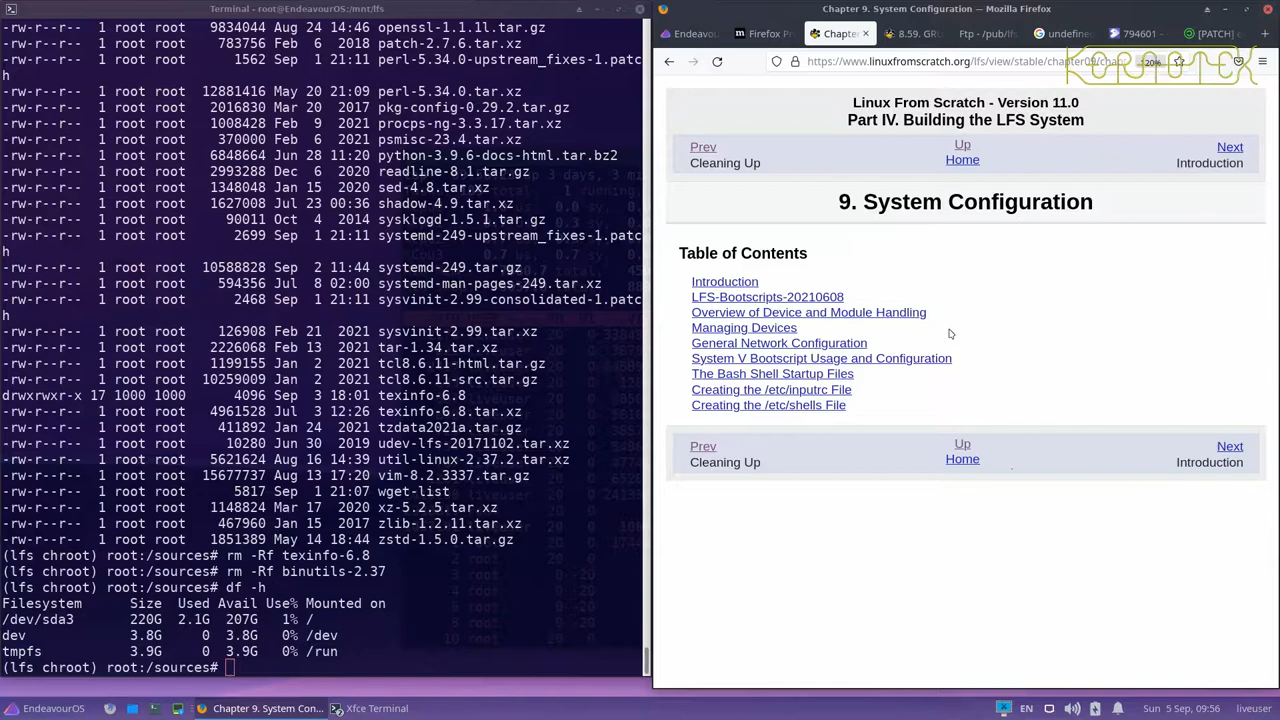 Terminal - root@EndeavourOS:/mnt/lfs
-rw-r--r-- 1 root root 9834044 Aug 24 14:46 openssl-1.1.1l.tar.gz
-rw-r--r-- 1 root root 783756 Feb 6 2018 patch-2.7.6.tar.xz
-rw-r--r-- 1 root root 1562 Sep 1 21:11 perl-5.34.0-upstream_fixes-1.patc
h
-rw-r--r-- 1 root root 12881416 May 20 21:09 perl-5.34.0.tar.xz
-rw-r--r-- 1 root root 2016830 Mar 20 2017 pkg-config-0.29.2.tar.gz
-rw-r--r-- 1 root root 1008428 Feb 9 2021 procps-ng-3.3.17.tar.xz
-rw-r--r-- 1 root root 370000 Feb 6 2021 psmisc-23.4.tar.xz
-rw-r--r-- 1 root root 6848664 Jun 28 11:20 python-3.9.6-docs-html.tar.bz2
-rw-r--r-- 1 root root 2993288 Dec 6 2020 readline-8.1.tar.gz
-rw-r--r-- 1 root root 1348048 Jan 15 2020 sed-4.8.tar.xz
-rw-r--r-- 1 root root 1627008 Jul 23 00:36 shadow-4.9.tar.xz
-rw-r--r-- 1 root root 90011 Oct 4 2014 sysklogd-1.5.1.tar.gz
-rw-r--r-- 1 root root 2699 Sep 1 21:11 systemd-249-upstream_fixes-1.patc
h
-rw-r--r-- 1 root root 10588828 Sep 2 11:44 systemd-249.tar.gz
-rw-r--r-- 1 root root 594356 Jul 8 02:00 systemd-man-pages-249.tar.xz
-rw-r--r-- 1 root root 2468 Sep 1 21:11 sysvinit-2.99-consolidated-1.patc
h
-rw-r--r-- 1 root root 126908 Feb 21 2021 sysvinit-2.99.tar.xz
-rw-r--r-- 1 root root 2226068 Feb 13 2021 tar-1.34.tar.xz
-rw-r--r-- 1 root root 1199155 Jan 2 2021 tcl8.6.11-html.tar.gz
-rw-r--r-- 1 root root 10259009 Jan 2 2021 tcl8.6.11-src.tar.gz
drwxrwxr-x 17 1000 1000 4096 Sep 3 18:01 texinfo-6.8
-rw-r--r-- 1 root root 4961528 Jul 3 12:26 texinfo-6.8.tar.xz
-rw-r--r-- 1 root root 411892 Jan 24 2021 tzdata2021a.tar.gz
-rw-r--r-- 1 root root 10280 Jun 30 2019 udev-lfs-20171102.tar.xz
-rw-r--r-- 1 root root 5621624 Aug 16 14:39 util-linux-2.37.2.tar.xz
-rw-r--r-- 1 root root 15677737 Aug 13 17:20 vim-8.2.3337.tar.gz
-rw-r--r-- 1 root root 5817 Sep 1 21:07 wget-list
-rw-r--r-- 1 root root 1148824 Mar 17 2020 xz-5.2.5.tar.xz
-rw-r--r-- 1 root root 467960 Jan 15 2017 zlib-1.2.11.tar.xz
-rw-r--r-- 1 root root 1851389 May 14 18:44 zstd-1.5.0.tar.gz
(lfs chroot) root:/sources# rm -Rf texinfo-6.8
(lfs chroot) root:/sources# rm -Rf binutils-2.37
(lfs chroot) root:/sources# df -h
Filesystem Size Used Avail Use% Mounted on
/dev/sda3 220G 2.1G 207G 1% /
dev 3.8G 0 3.8G 0% /dev
tmpfs 3.9G 0 3.9G 0% /run
(lfs chroot) root:/sources#
Chapter 9. System Configuration — Mozilla Firefox
Endeavou Firefox Pr Chapter 8.59. GRU Ftp - /pub/lfs undefined 794601 - [PATCH] e
https://www.linuxfromscratch.org/lfs/view/stable/chapter09/chap
120%
KORTOTEX
Linux From Scratch - Version 11.0
Part IV. Building the LFS System
Prev Up Next
Cleaning Up Home Introduction
9. System Configuration
Table of Contents
Introduction
LFS-Bootscripts-20210608
Overview of Device and Module Handling
Managing Devices
General Network Configuration
System V Bootscript Usage and Configuration
The Bash Shell Startup Files
Creating the /etc/inputrc File
Creating the /etc/shells File
Prev Up Next
Cleaning Up Home Introduction
EndeavourOS Chapter 9. System Con... Xfce Terminal EN Sun 5 Sep, 09:56 liveuser